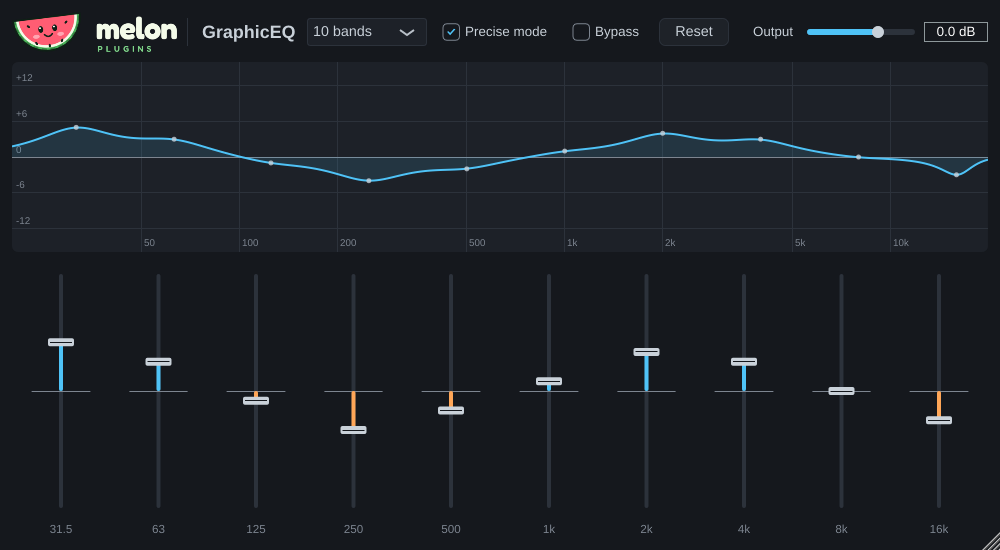 melon
PLUGINS
GraphicEQ
10 bands
Precise mode
Bypass
Reset
Output
0.0 dB
+12
+6
0
-6
-12
50
100
200
500
1k
2k
5k
10k
31.5
63
125
250
500
1k
2k
4k
8k
16k